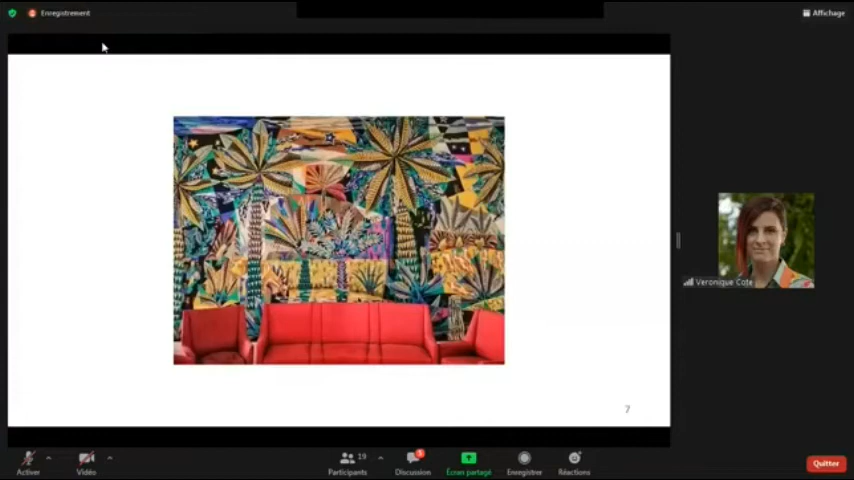 Enregistrement
Affichage
Veronique Cote
7
Activer
Vidéo
19
Participants
Discussion
Écran partagé
Enregistrer
Réactions
Quitter